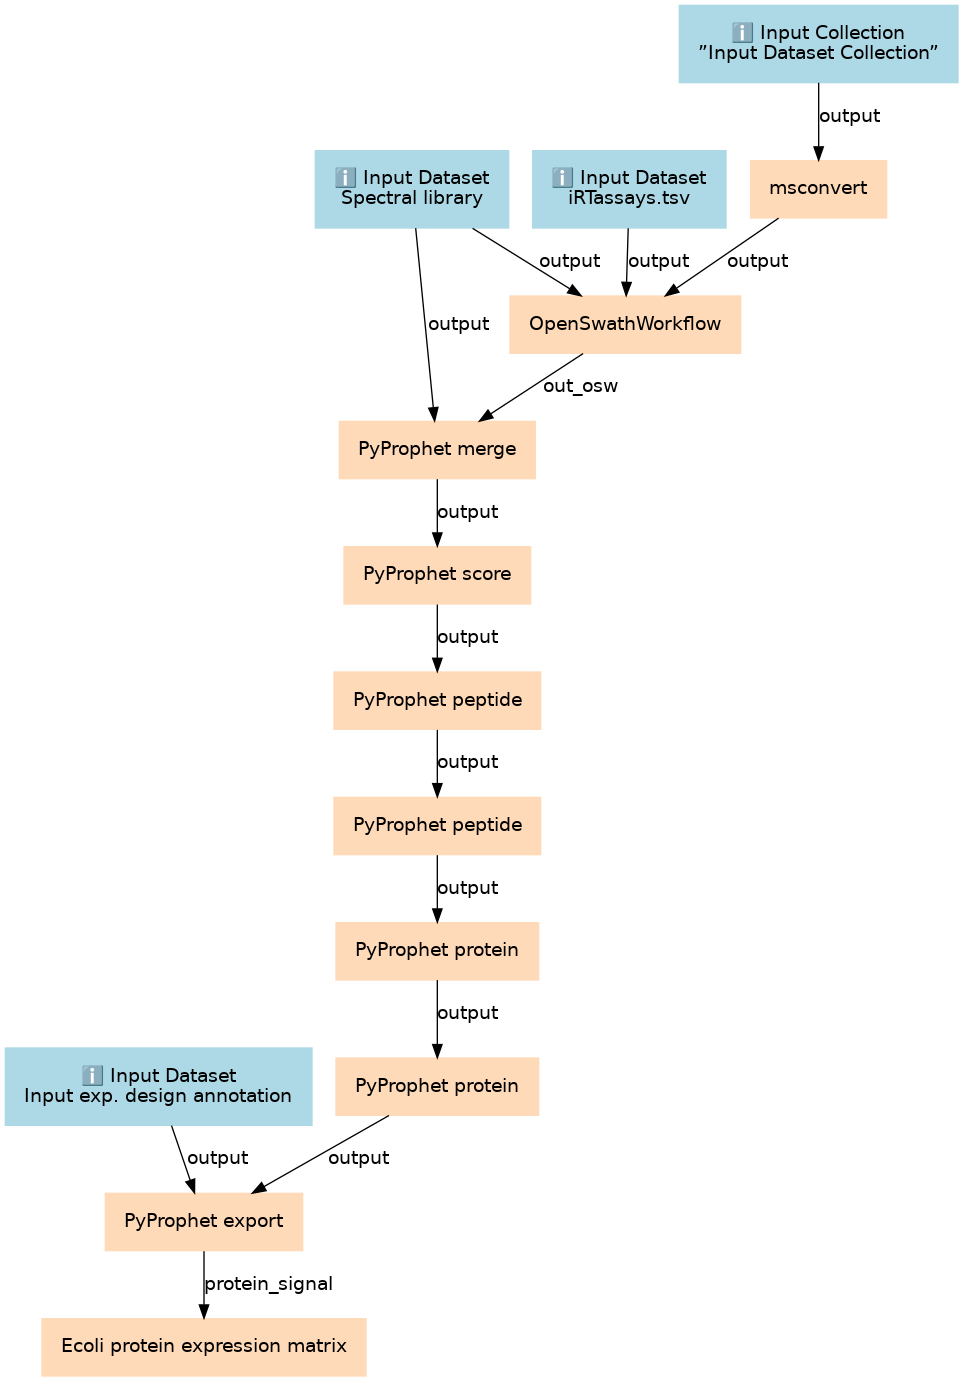 ℹ️ Input Collection
”Input Dataset Collection”
output
ℹ️ Input Dataset
Spectral library
ℹ️ Input Dataset
iRTassays.tsv
msconvert
output
output
output
output
OpenSwathWorkflow
out_osw
PyProphet merge
output
PyProphet score
output
PyProphet peptide
output
PyProphet peptide
output
PyProphet protein
output
ℹ️ Input Dataset
Input exp. design annotation
PyProphet protein
output
output
PyProphet export
protein_signal
Ecoli protein expression matrix